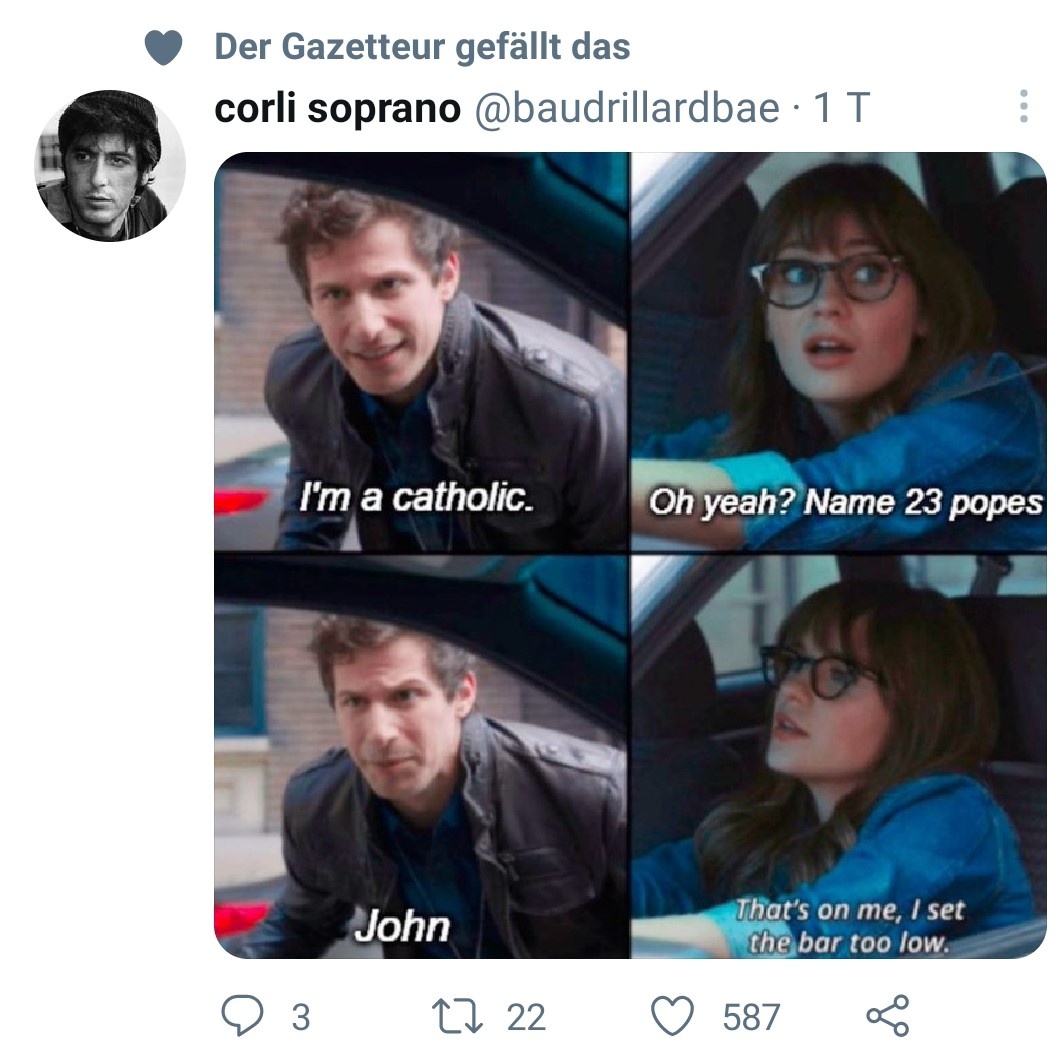 Der Gazetteur gefällt das
corli soprano @baudrillardbae · 1 T
I'm a catholic.
Oh yeah? Name 23 popes
John
That's on me, I set
the bar too low.
3 22 587